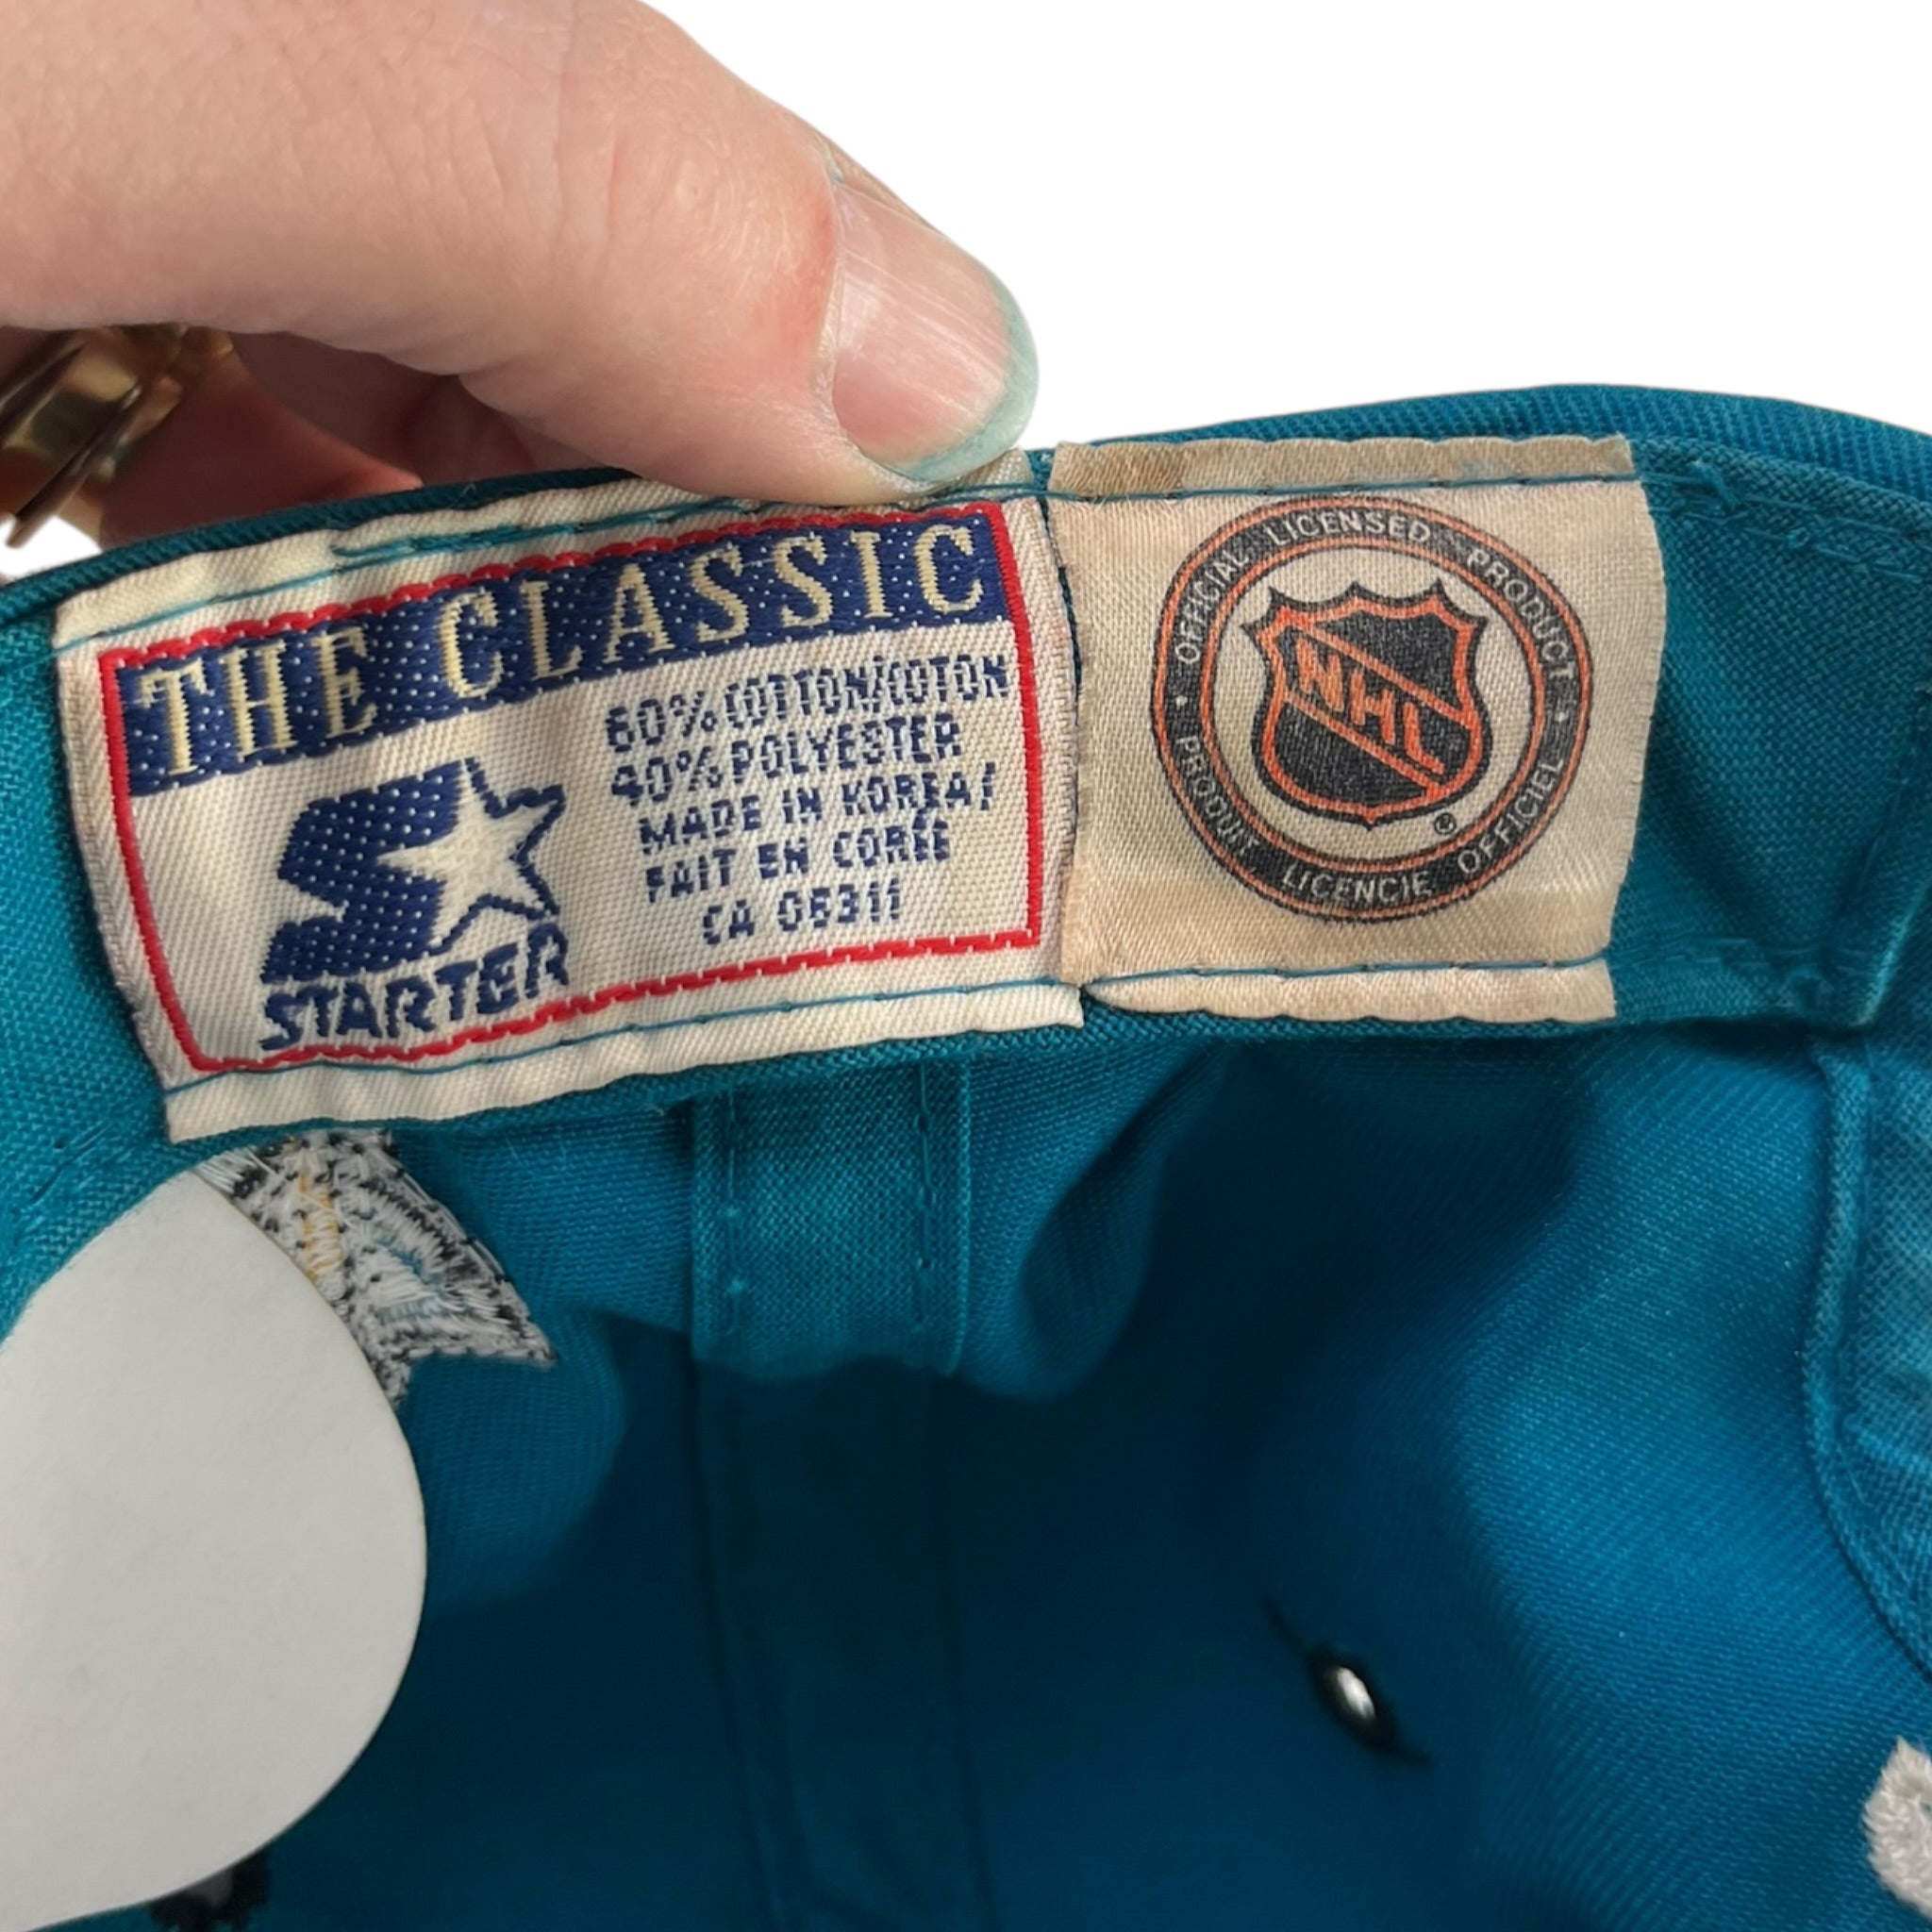 THE CLASSIC
60% COTTON/COTON
40% POLYESTER
MADE IN KOREA/
FAIT EN CORÉE
CA 05311
STARTER
OFFICIAL LICENSED PRODUCT
NHL
®
PRODUIT LICENCIE OFFICIEL